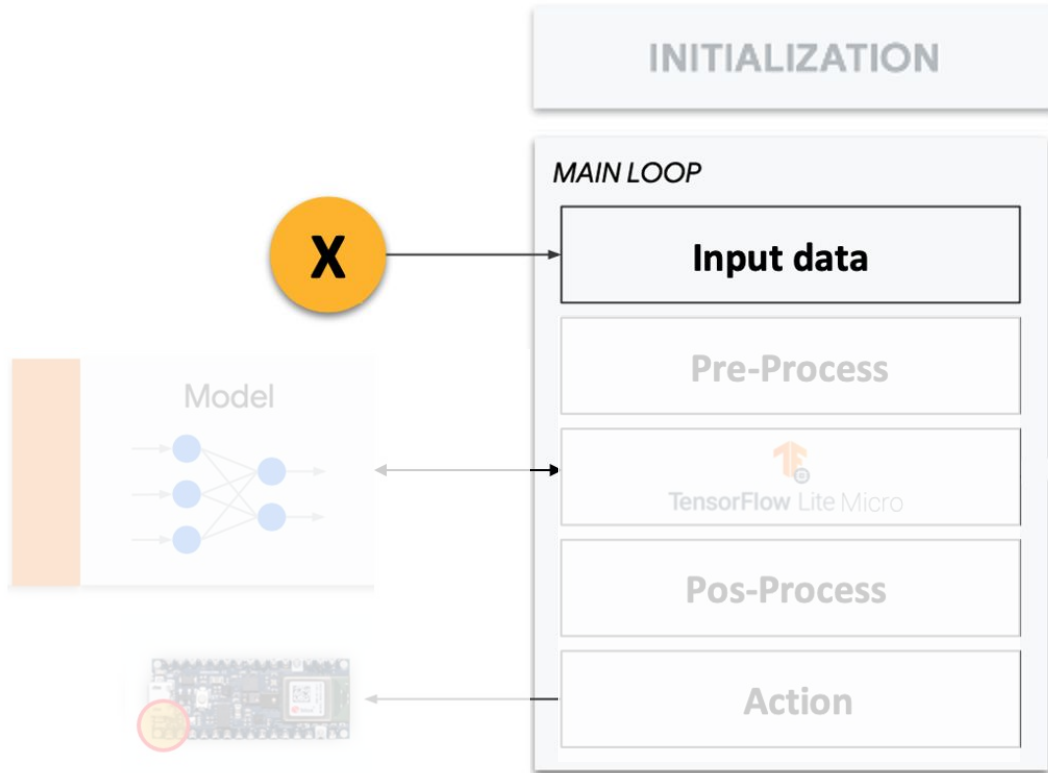 INITIALIZATION
MAIN LOOP
X
Input data
Pre-Process
Model
TensorFlow Lite Micro
Pos-Process
Action